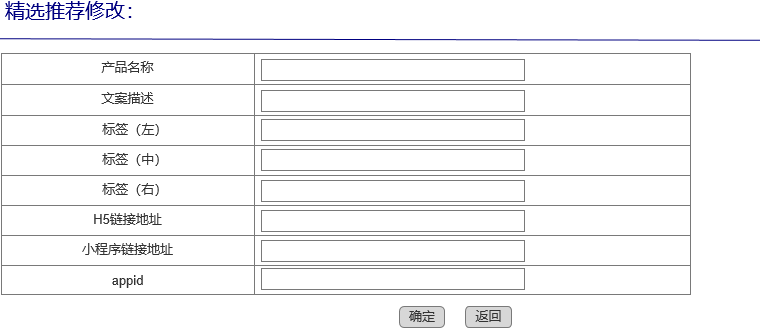 精选推荐修改：
产品名称
文案描述
标签（左）
标签（中）
标签（右）
H5链接地址
小程序链接地址
appid
确定 返回